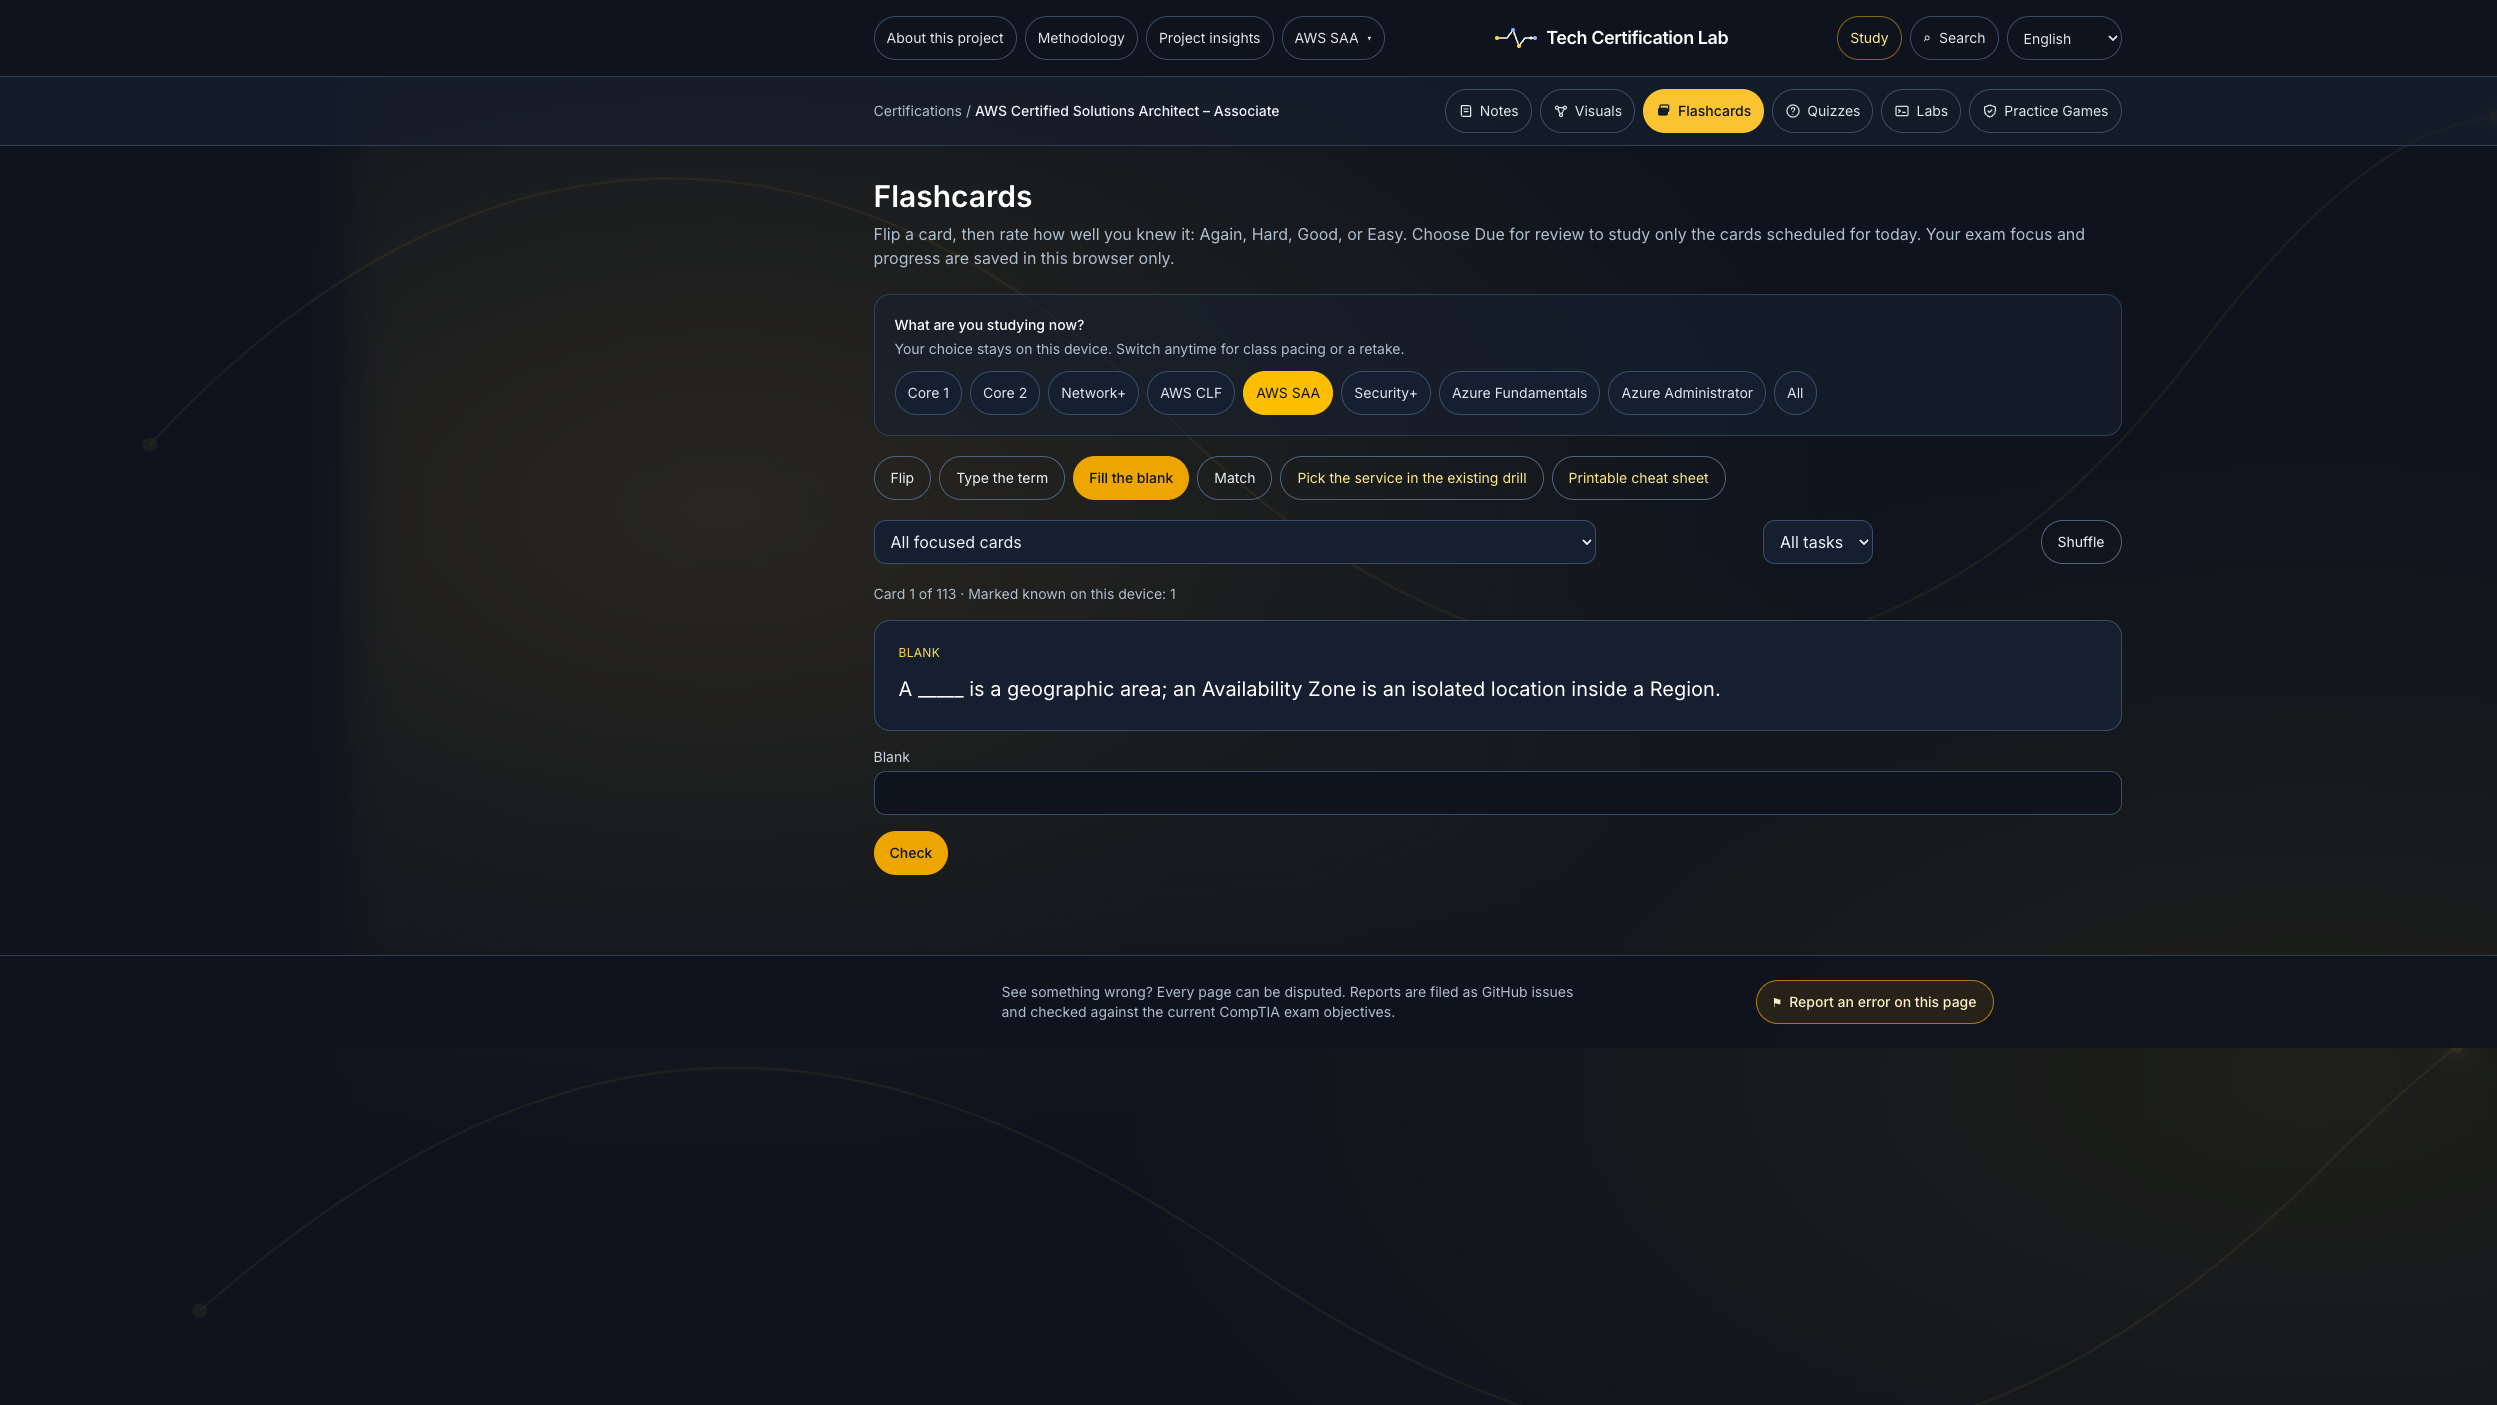 About this project
Methodology
Project insights
AWS SAA
Tech Certification Lab
Study
Search
English
Certifications / AWS Certified Solutions Architect – Associate
Notes
Visuals
Flashcards
Quizzes
Labs
Practice Games
Flashcards
Flip a card, then rate how well you knew it: Again, Hard, Good, or Easy. Choose Due for review to study only the cards scheduled for today. Your exam focus and
progress are saved in this browser only.
What are you studying now?
Your choice stays on this device. Switch anytime for class pacing or a retake.
Core 1
Core 2
Network+
AWS CLF
AWS SAA
Security+
Azure Fundamentals
Azure Administrator
All
Flip
Type the term
Fill the blank
Match
Pick the service in the existing drill
Printable cheat sheet
All focused cards
All tasks
Shuffle
Card 1 of 113 · Marked known on this device: 1
BLANK
A _____ is a geographic area; an Availability Zone is an isolated location inside a Region.
Blank
Check
See something wrong? Every page can be disputed. Reports are filed as GitHub issues
and checked against the current CompTIA exam objectives.
Report an error on this page